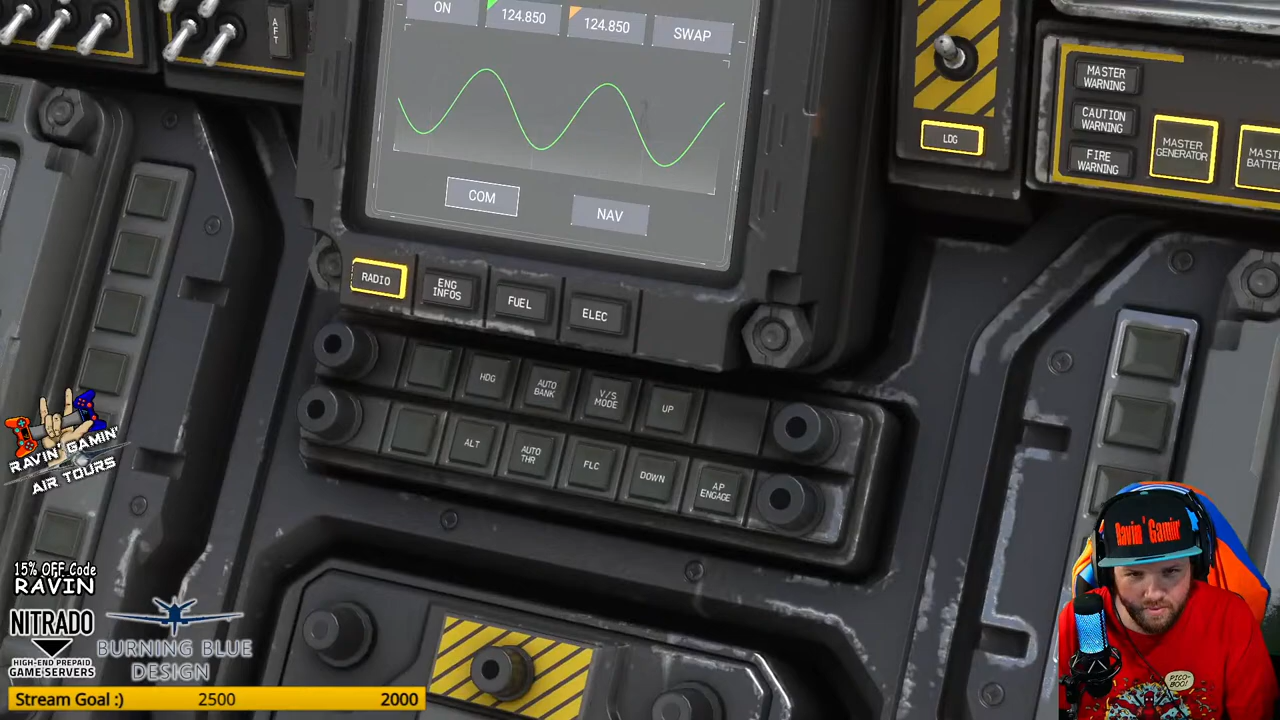 ON
124.850
124.850
SWAP
AFT
COM
NAV
RADIO
ENG
INFOS
FUEL
ELEC
HDG
AUTO
BANK
V/S
MODE
UP
ALT
AUTO
THR
FLC
DOWN
AP
ENGAGE
LDG
MASTER
WARNING
CAUTION
WARNING
FIRE
WARNING
MASTER
GENERATOR
RAVIN' GAMIN'
AIR TOURS
15% OFF Code
RAVIN
NITRADO
HIGH-END PREPAID
GAME SERVERS
BURNING BLUE
DESIGN
Stream Goal :) 2500 2000
Ravin' Gamin'
PICO-
BOO!